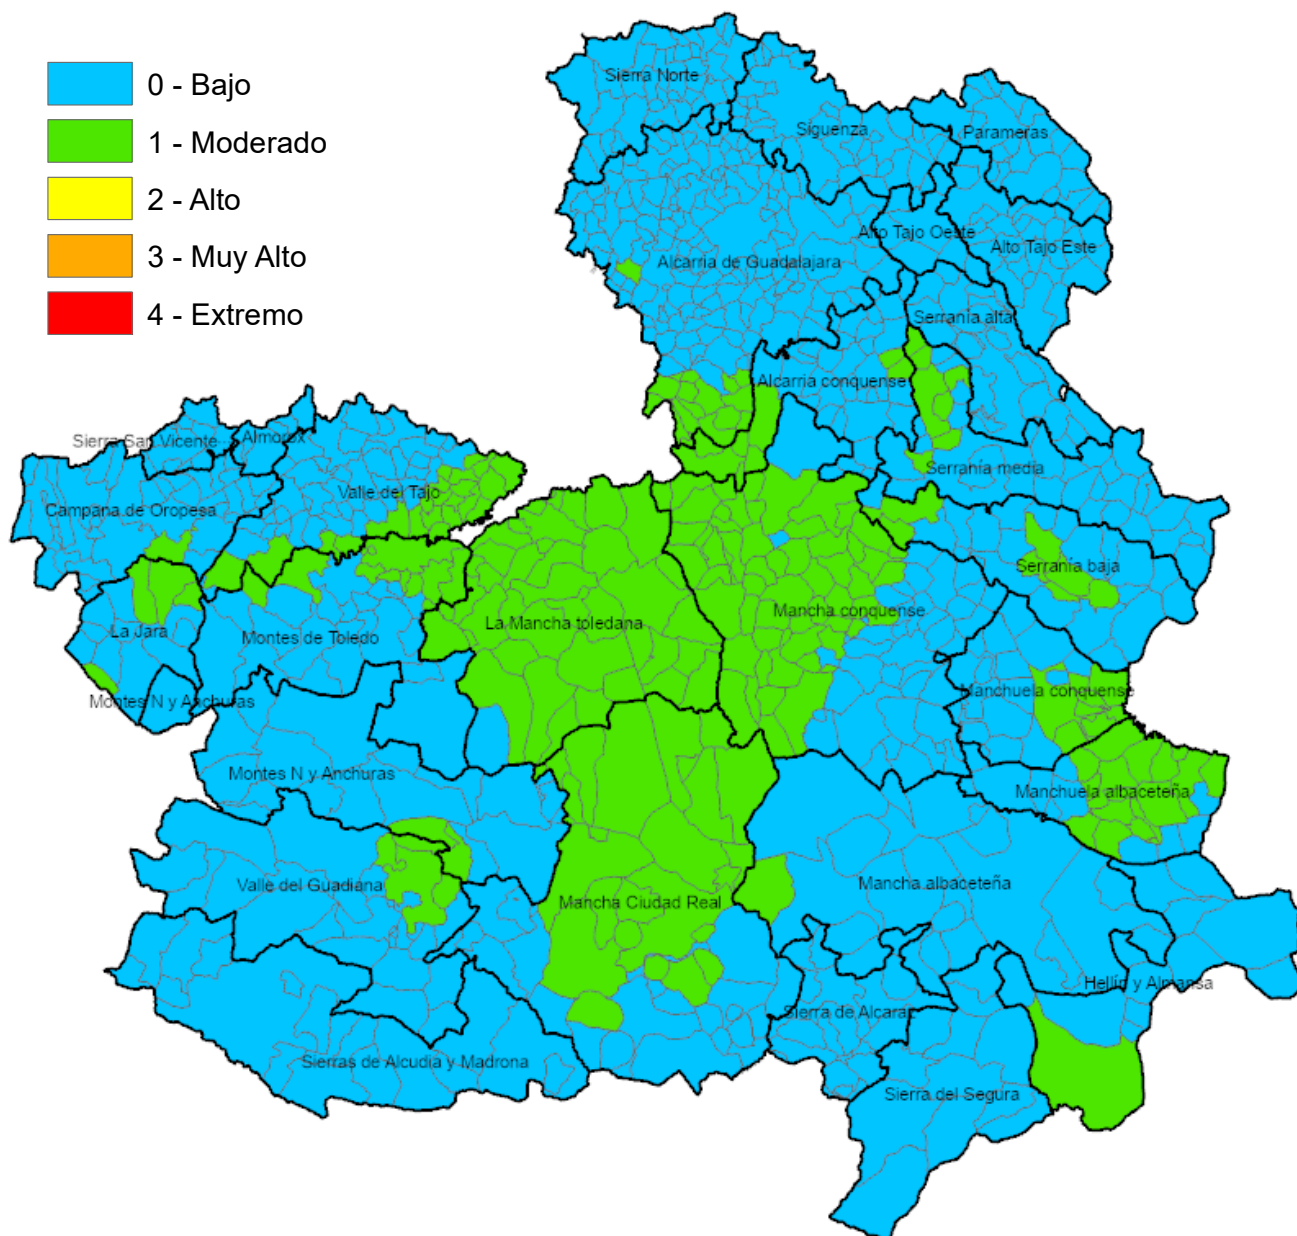 0 - Bajo
1 - Moderado
2 - Alto
3 - Muy Alto
4 - Extremo
Sierra Norte
Siguenza
Parameras
Alto Tajo Oeste
Alto Tajo Este
Alcarria de Guadalajara
Serranía alta
Alcarria conquense
Sierra San Vicente
Almorox
Serranía media
Valle del Tajo
Campana de Oropesa
Serranía baja
Mancha conquense
La Mancha toledana
La Jara
Montes de Toledo
Manchuela conquense
Montes N y Anchuras
Montes N y Anchuras
Manchuela albaceteña
Valle del Guadiana
Mancha albaceteña
Mancha Ciudad Real
Hellín y Almansa
Sierra de Alcaraz
Sierras de Alcudia y Madrona
Sierra del Segura